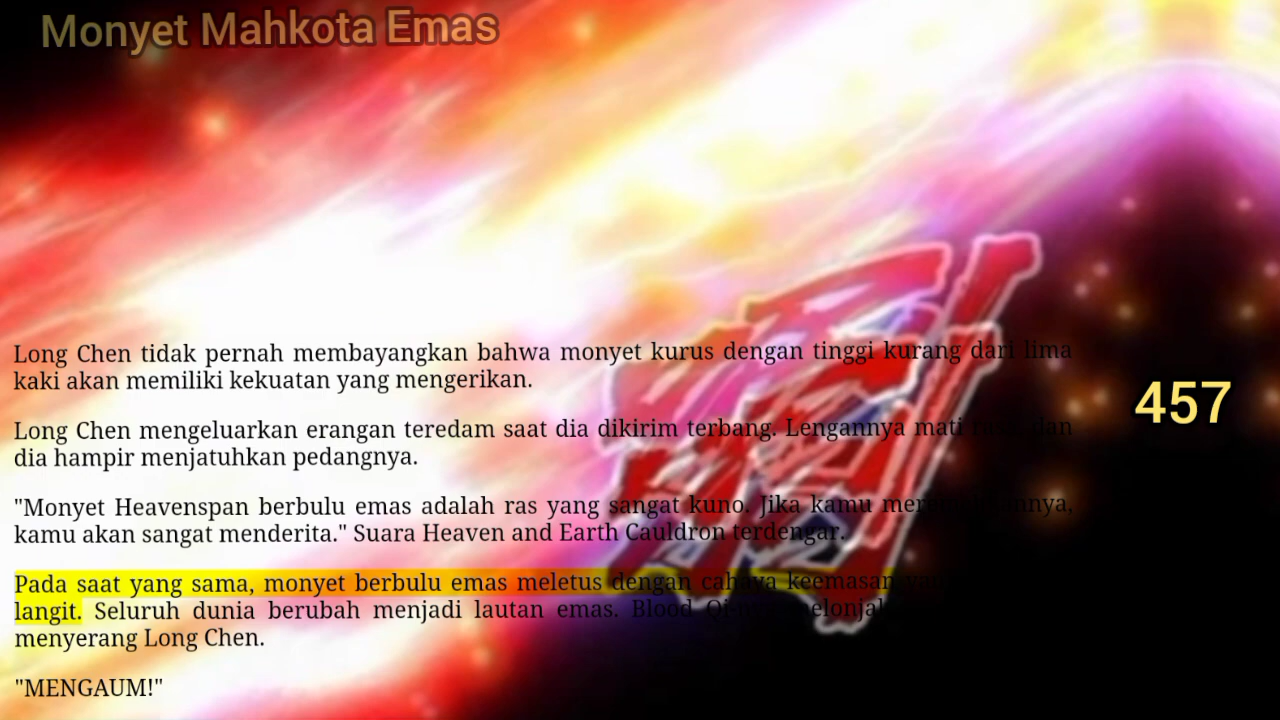 Monyet Mahkota Emas
Long Chen tidak pernah membayangkan bahwa monyet kurus dengan tinggi kurang dari lima
kaki akan memiliki kekuatan yang mengerikan.
Long Chen mengeluarkan erangan teredam saat dia dikirim terbang. Lengannya mati dan
dia hampir menjatuhkan pedangnya.
457
"Monyet Heavenspan berbulu emas adalah ras yang sangat kuno. Jika kamu
kamu akan sangat menderita." Suara Heaven and Earth Cauldron terdengar.
Pada saat yang sama, monyet berbulu emas meletus dengan cahaya keemasan
langit. Seluruh dunia berubah menjadi lautan emas. Blood
menyerang Long Chen.
"MENGAUM!"